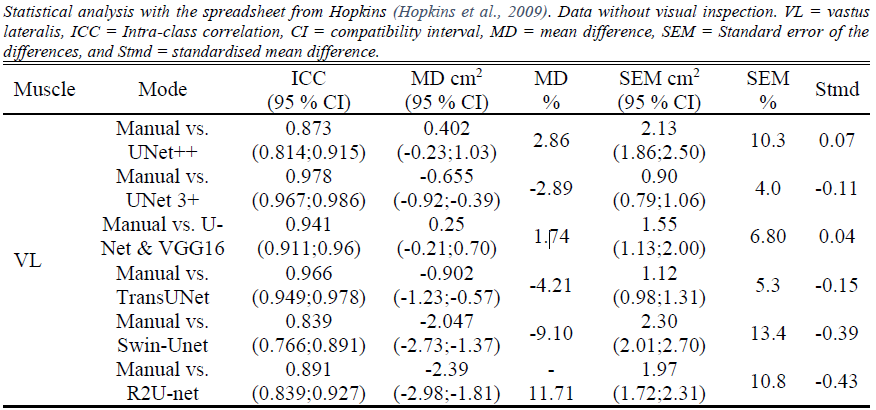 Statistical analysis with the spreadsheet from Hopkins (Hopkins et al., 2009). Data without visual inspection. VL = vastus
lateralis, ICC = Intra-class correlation, CI = compatibility interval, MD = mean difference, SEM = Standard error of the
differences, and Stmd = standardised mean difference.
Muscle Mode ICC (95 % CI) MD cm² (95 % CI) MD % SEM cm² (95 % CI) SEM % Stmd
VL
Manual vs. UNet++ 0.873 (0.814;0.915) 0.402 (-0.23;1.03) 2.86 2.13 (1.86;2.50) 10.3 0.07
Manual vs. UNet 3+ 0.978 (0.967;0.986) -0.655 (-0.92;-0.39) -2.89 0.90 (0.79;1.06) 4.0 -0.11
Manual vs. U-Net & VGG16 0.941 (0.911;0.96) 0.25 (-0.21;0.70) 1.74 1.55 (1.13;2.00) 6.80 0.04
Manual vs. TransUNet 0.966 (0.949;0.978) -0.902 (-1.23;-0.57) -4.21 1.12 (0.98;1.31) 5.3 -0.15
Manual vs. Swin-Unet 0.839 (0.766;0.891) -2.047 (-2.73;-1.37) -9.10 2.30 (2.01;2.70) 13.4 -0.39
Manual vs. R2U-net 0.891 (0.839;0.927) -2.39 (-2.98;-1.81) -11.71 1.97 (1.72;2.31) 10.8 -0.43